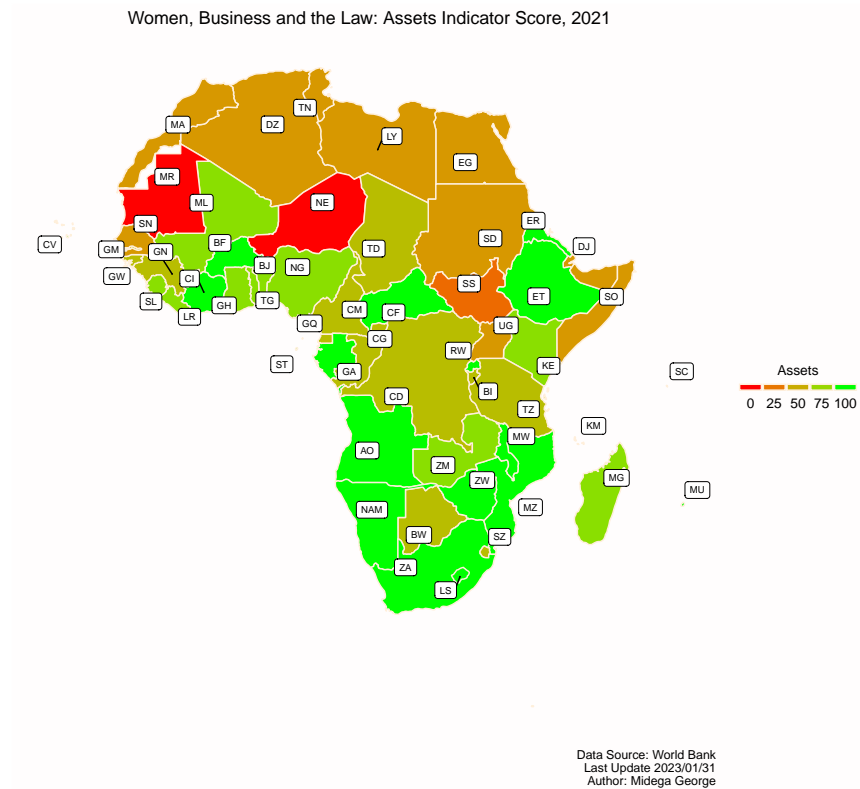 Women, Business and the Law: Assets Indicator Score, 2021
TN
MA
DZ
LY
EG
MR
ML
NE
SN
ER
CV
GM
GN
BF
TD
SD
DJ
GW
CI
BJ
NG
SS
ET
SO
SL
LR
GH
TG
GQ
CM
CF
UG
ST
CG
RW
KE
GA
SC
Assets
0 25 50 75 100
CD
BI
TZ
KM
AO
MW
ZM
ZW
MG
MU
NAM
MZ
BW
SZ
ZA
LS
Data Source: World Bank
Last Update 2023/01/31
Author: Midega George